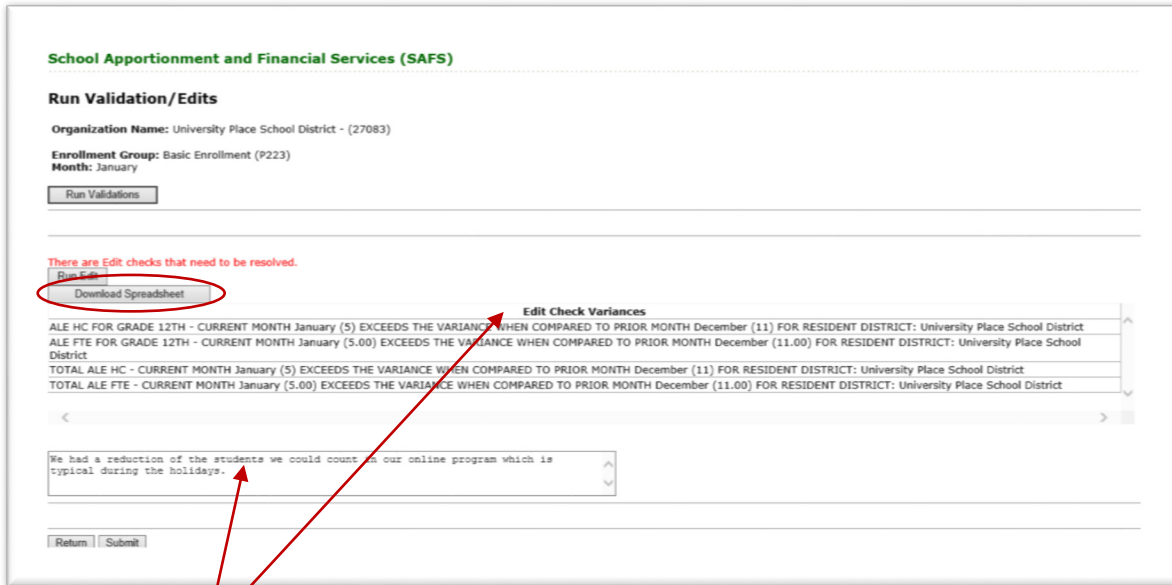 School Apportionment and Financial Services (SAFS)
Run Validation/Edits
Organization Name: University Place School District - (27083)
Enrollment Group: Basic Enrollment (P223)
Month: January
Run Validations
There are Edit checks that need to be resolved.
Run Edit
Download Spreadsheet
Edit Check Variances
ALE HC FOR GRADE 12TH - CURRENT MONTH January (5) EXCEEDS THE VARIANCE WHEN COMPARED TO PRIOR MONTH December (11) FOR RESIDENT DISTRICT: University Place School District
ALE FTE FOR GRADE 12TH - CURRENT MONTH January (5.00) EXCEEDS THE VARIANCE WHEN COMPARED TO PRIOR MONTH December (11.00) FOR RESIDENT DISTRICT: University Place School
District
TOTAL ALE HC - CURRENT MONTH January (5) EXCEEDS THE VARIANCE WHEN COMPARED TO PRIOR MONTH December (11) FOR RESIDENT DISTRICT: University Place School District
TOTAL ALE FTE - CURRENT MONTH January (5.00) EXCEEDS THE VARIANCE WHEN COMPARED TO PRIOR MONTH December (11.00) FOR RESIDENT DISTRICT: University Place School District
We had a reduction of the students we could count in our online program which is
typical during the holidays.
Return Submit